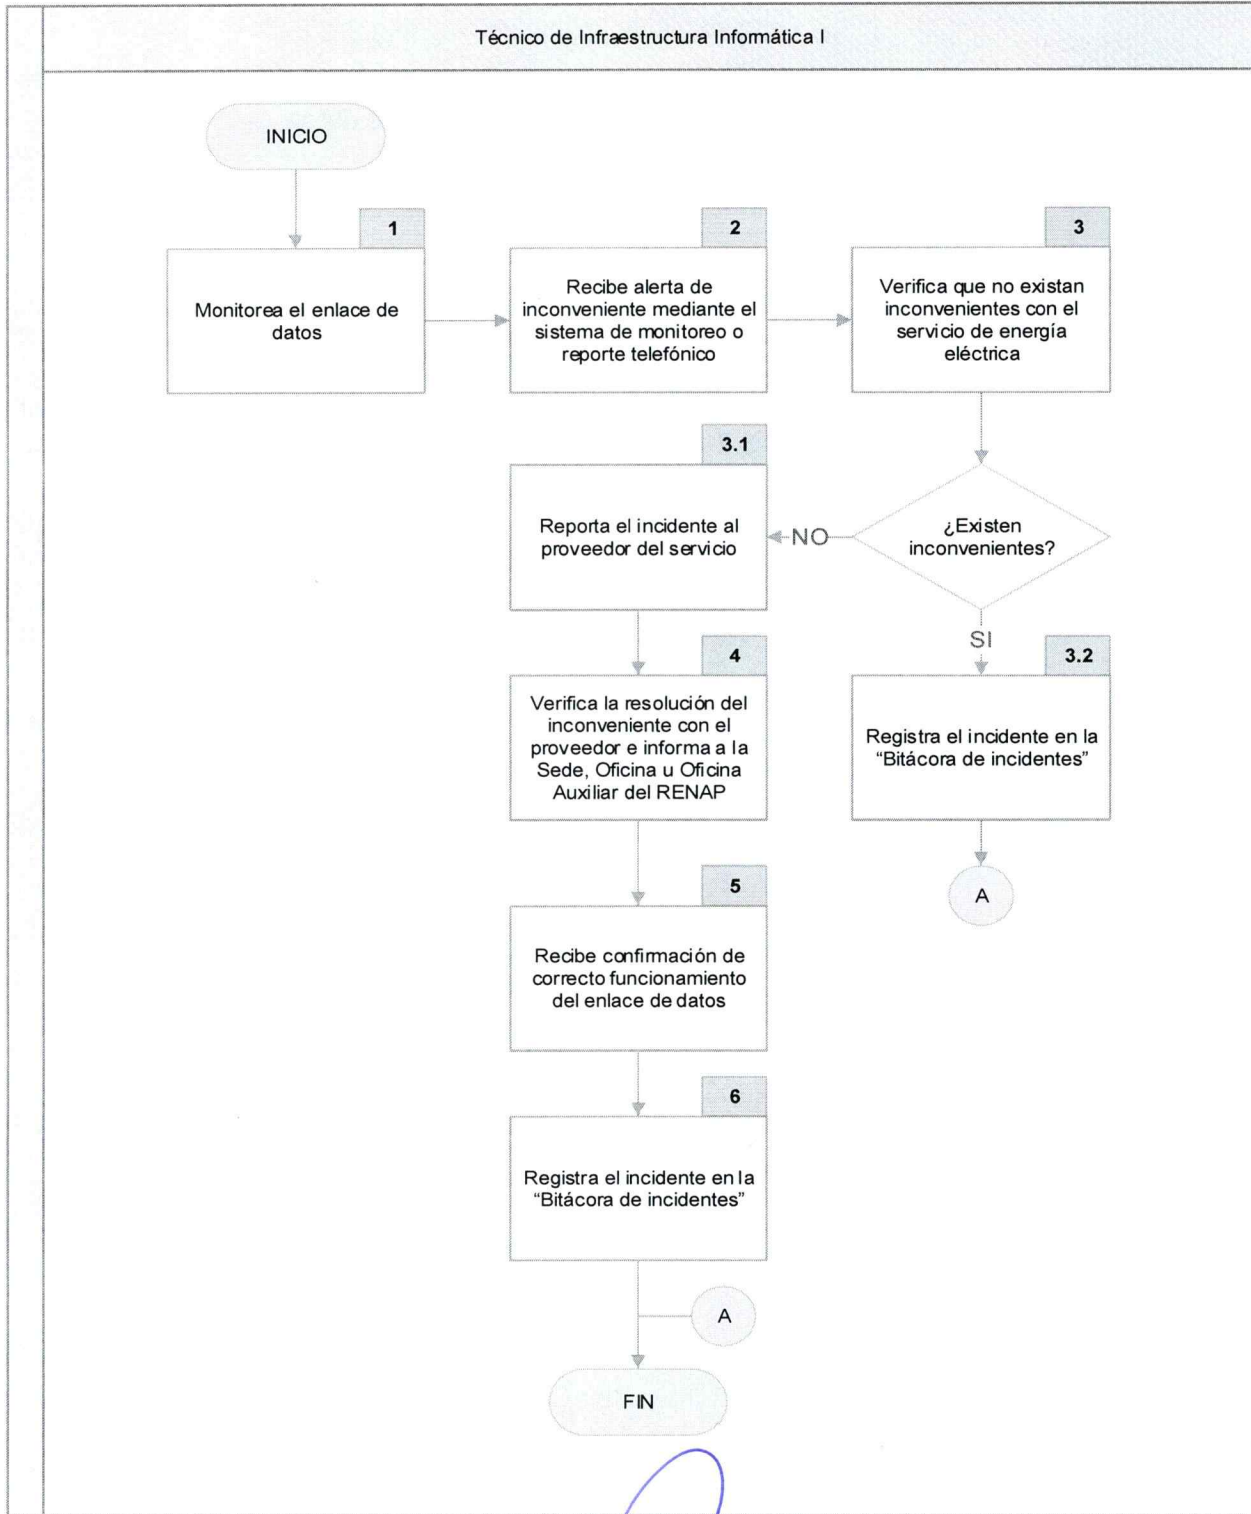 Técnico de Infraestructura Informática I
INICIO
1
Monitorea el enlace de
datos
2
Recibe alerta de
inconveniente mediante el
sistema de monitoreo o
reporte telefónico
3
Verifica que no existan
inconvenientes con el
servicio de energía
eléctrica
¿Existen
inconvenientes?
NO
3.1
Reporta el incidente al
proveedor del servicio
SI
3.2
Registra el incidente en la
“Bitácora de incidentes”
A
4
Verifica la resolución del
inconveniente con el
proveedor e informa a la
Sede, Oficina u Oficina
Auxiliar del RENAP
5
Recibe confirmación de
correcto funcionamiento
del enlace de datos
6
Registra el incidente en la
“Bitácora de incidentes”
A
FIN